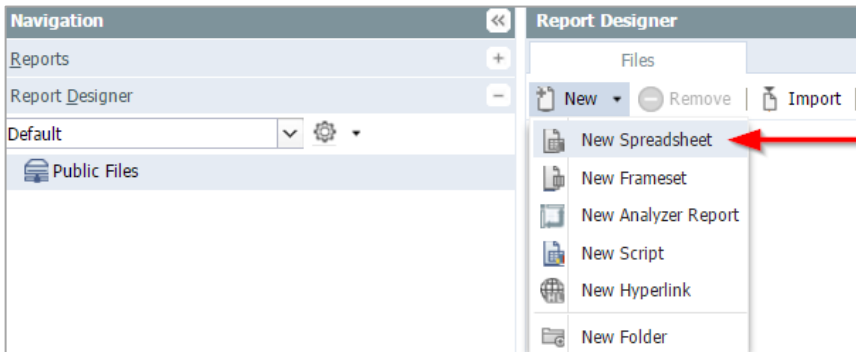 Navigation
Reports
Report Designer
Default
Public Files
Report Designer
Files
New
Remove
Import
New Spreadsheet
New Frameset
New Analyzer Report
New Script
New Hyperlink
New Folder